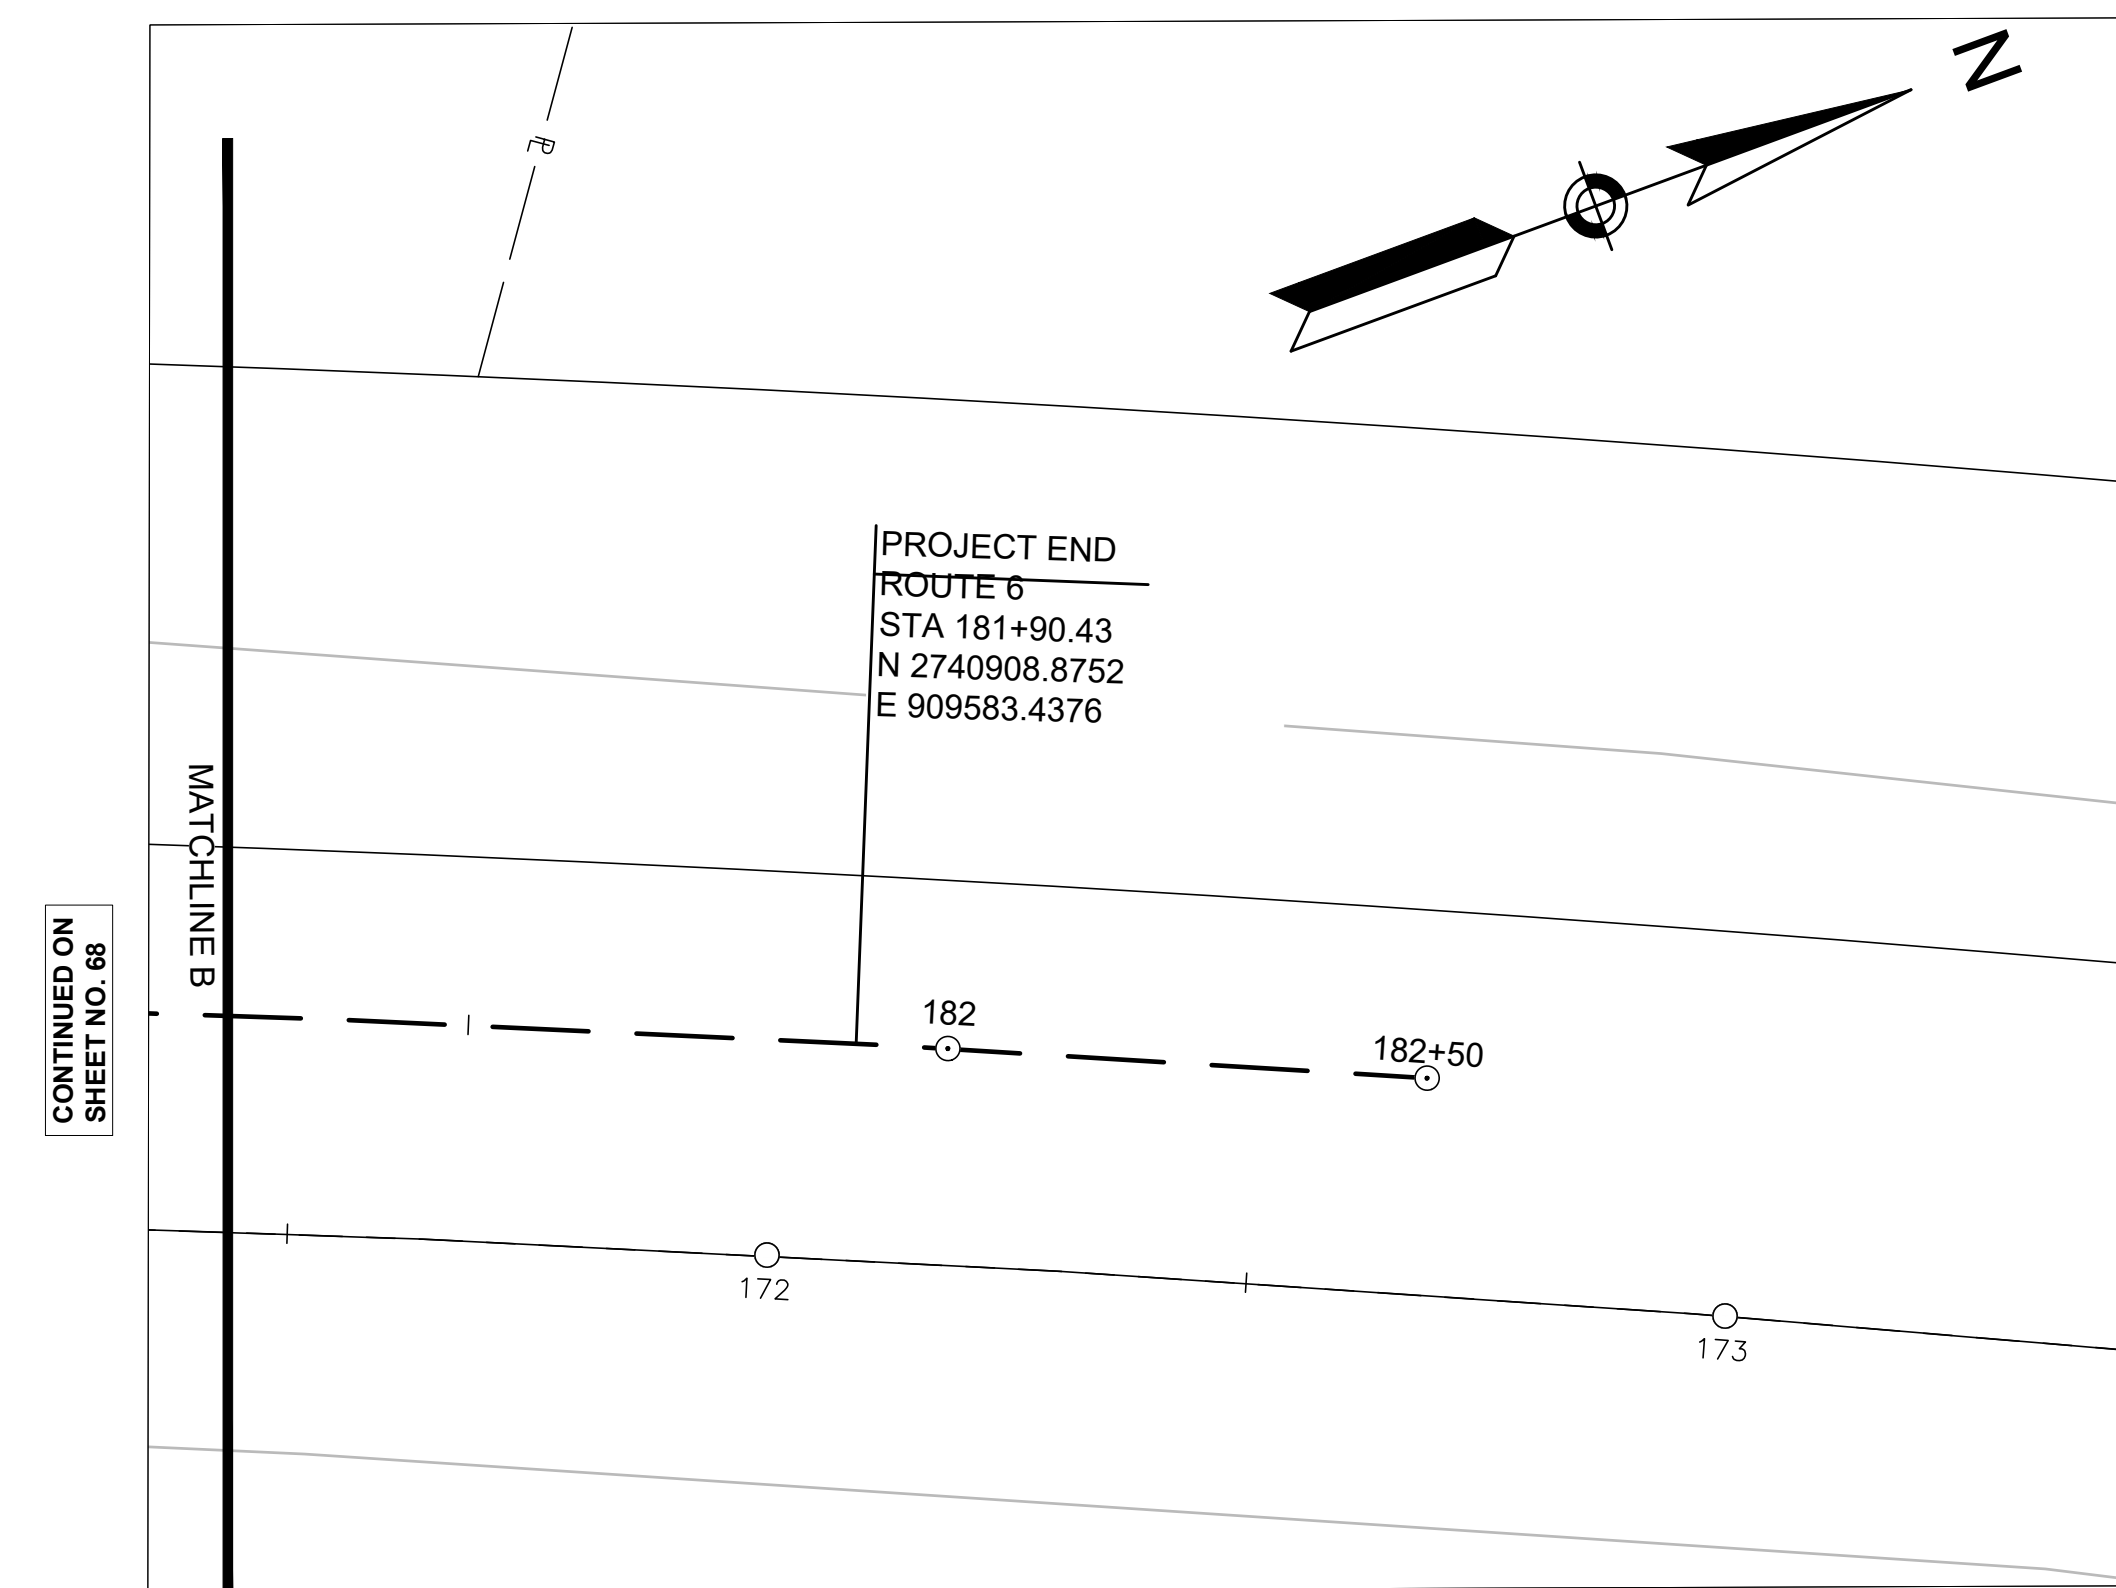 N
PL
PROJECT END
ROUTE 6
STA 181+90.43
N 2740908.8752
E 909583.4376
MATCHLINE B
CONTINUED ON
SHEET NO. 68
182
182+50
172
173